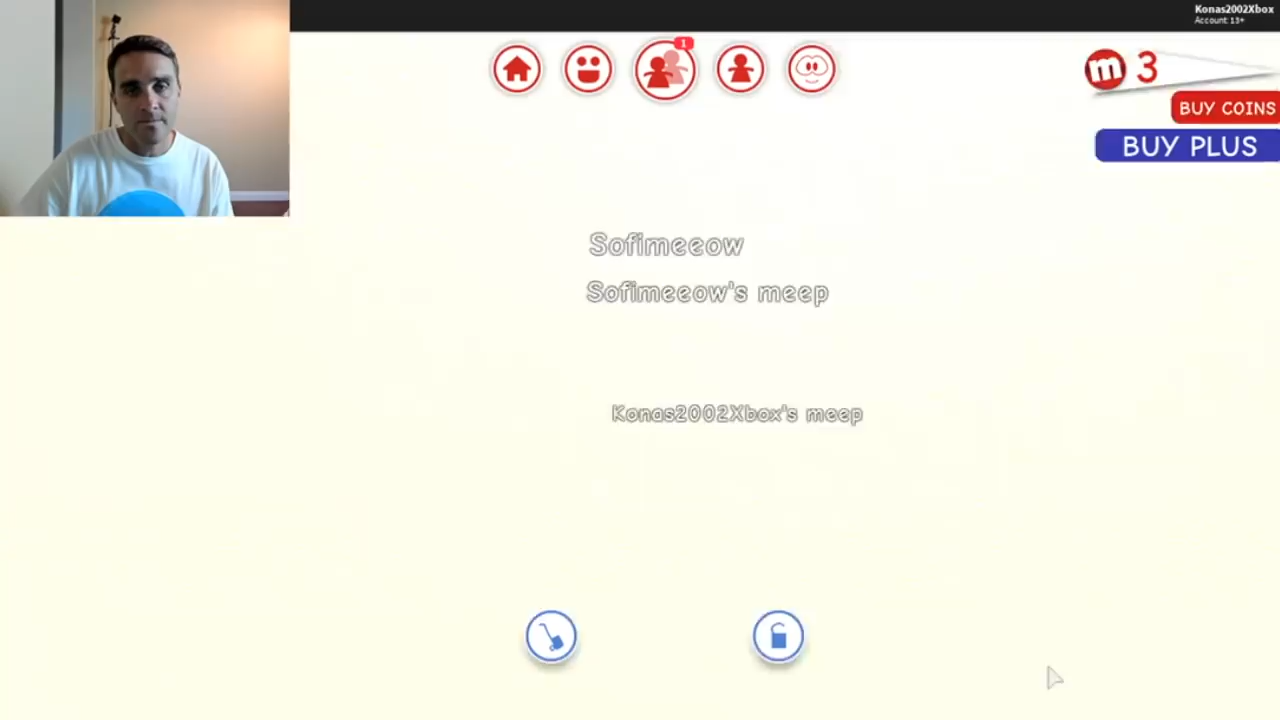 Konas2002Xbox
Account: 13+
1
m 3
BUY COINS
BUY PLUS
Sofimeeow
Sofimeeow's meep
Konas2002Xbox's meep